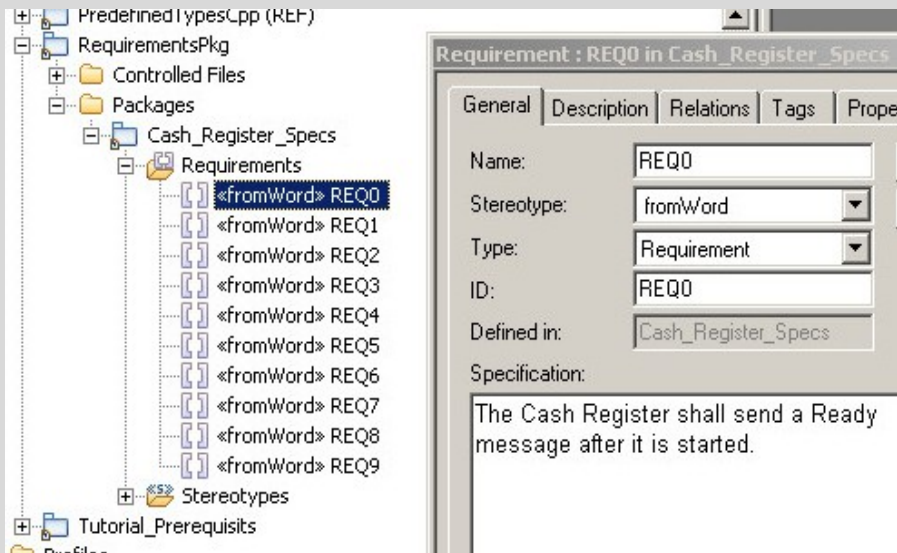 PredefinedTypesCpp (REF)
RequirementsPkg
Controlled Files
Packages
Cash_Register_Specs
Requirements
«fromWord» REQ0
«fromWord» REQ1
«fromWord» REQ2
«fromWord» REQ3
«fromWord» REQ4
«fromWord» REQ5
«fromWord» REQ6
«fromWord» REQ7
«fromWord» REQ8
«fromWord» REQ9
«S» Stereotypes
Tutorial_Prerequisits
Profiles
Requirement : REQ0 in Cash_Register_Specs
General Description Relations Tags Prope
Name: REQ0
Stereotype: fromWord
Type: Requirement
ID: REQ0
Defined in: Cash_Register_Specs
Specification:
The Cash Register shall send a Ready
message after it is started.